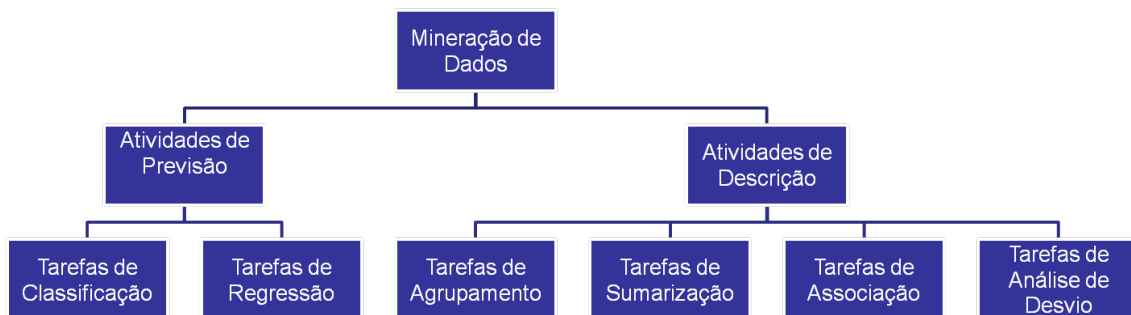 Mineração de
Dados
Atividades de
Previsão
Atividades de
Descrição
Tarefas de
Classificação
Tarefas de
Regressão
Tarefas de
Agrupamento
Tarefas de
Sumarização
Tarefas de
Associação
Tarefas de
Análise de
Desvio